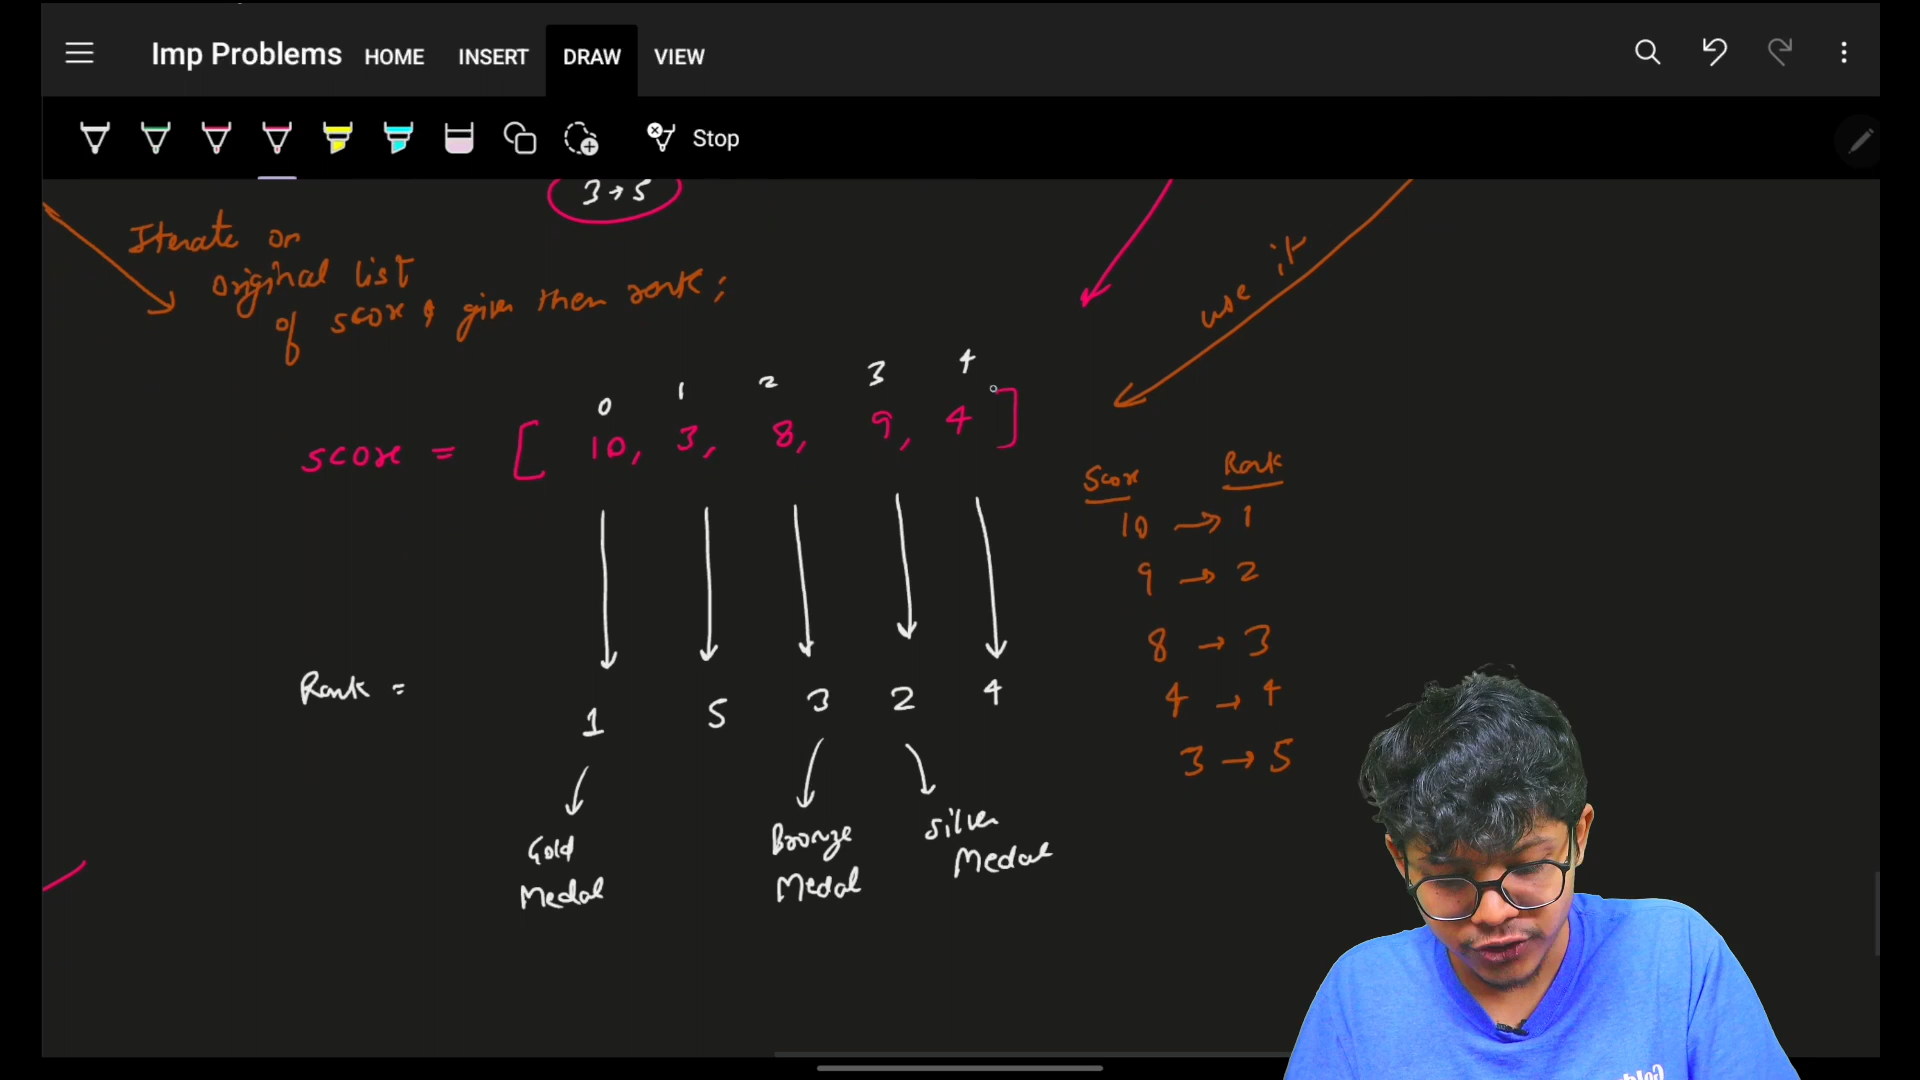 Imp Problems HOME INSERT DRAW VIEW
Stop
3 → 5
Iterate on
original list
of score & given then rank;
use it
0 1 2 3 4
score = [ 10, 3, 8, 9, 4 ]
Score Rank
10 → 1
9 → 2
8 → 3
4 → 4
3 → 5
Rank = 1 5 3 2 4
Gold
Medal
Bronze
Medal
Silver
Medal